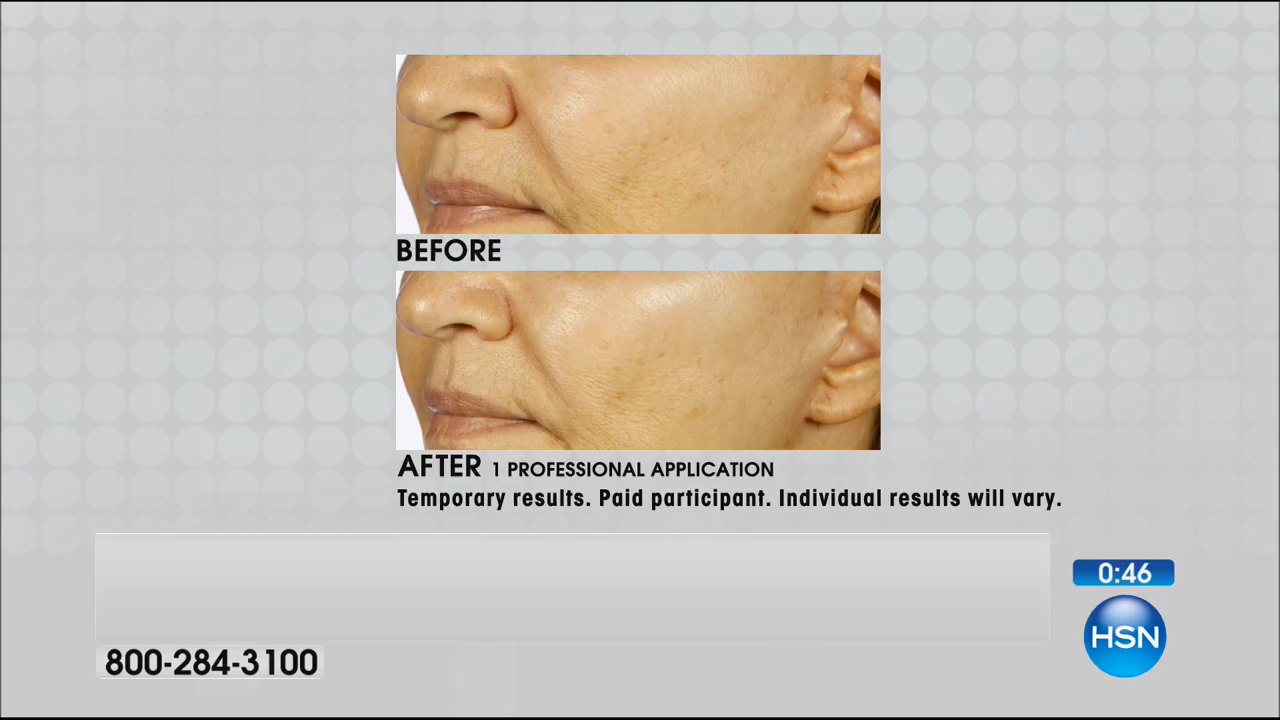 BEFORE
AFTER 1 PROFESSIONAL APPLICATION
Temporary results. Paid participant. Individual results will vary.
0:46
HSN
800-284-3100